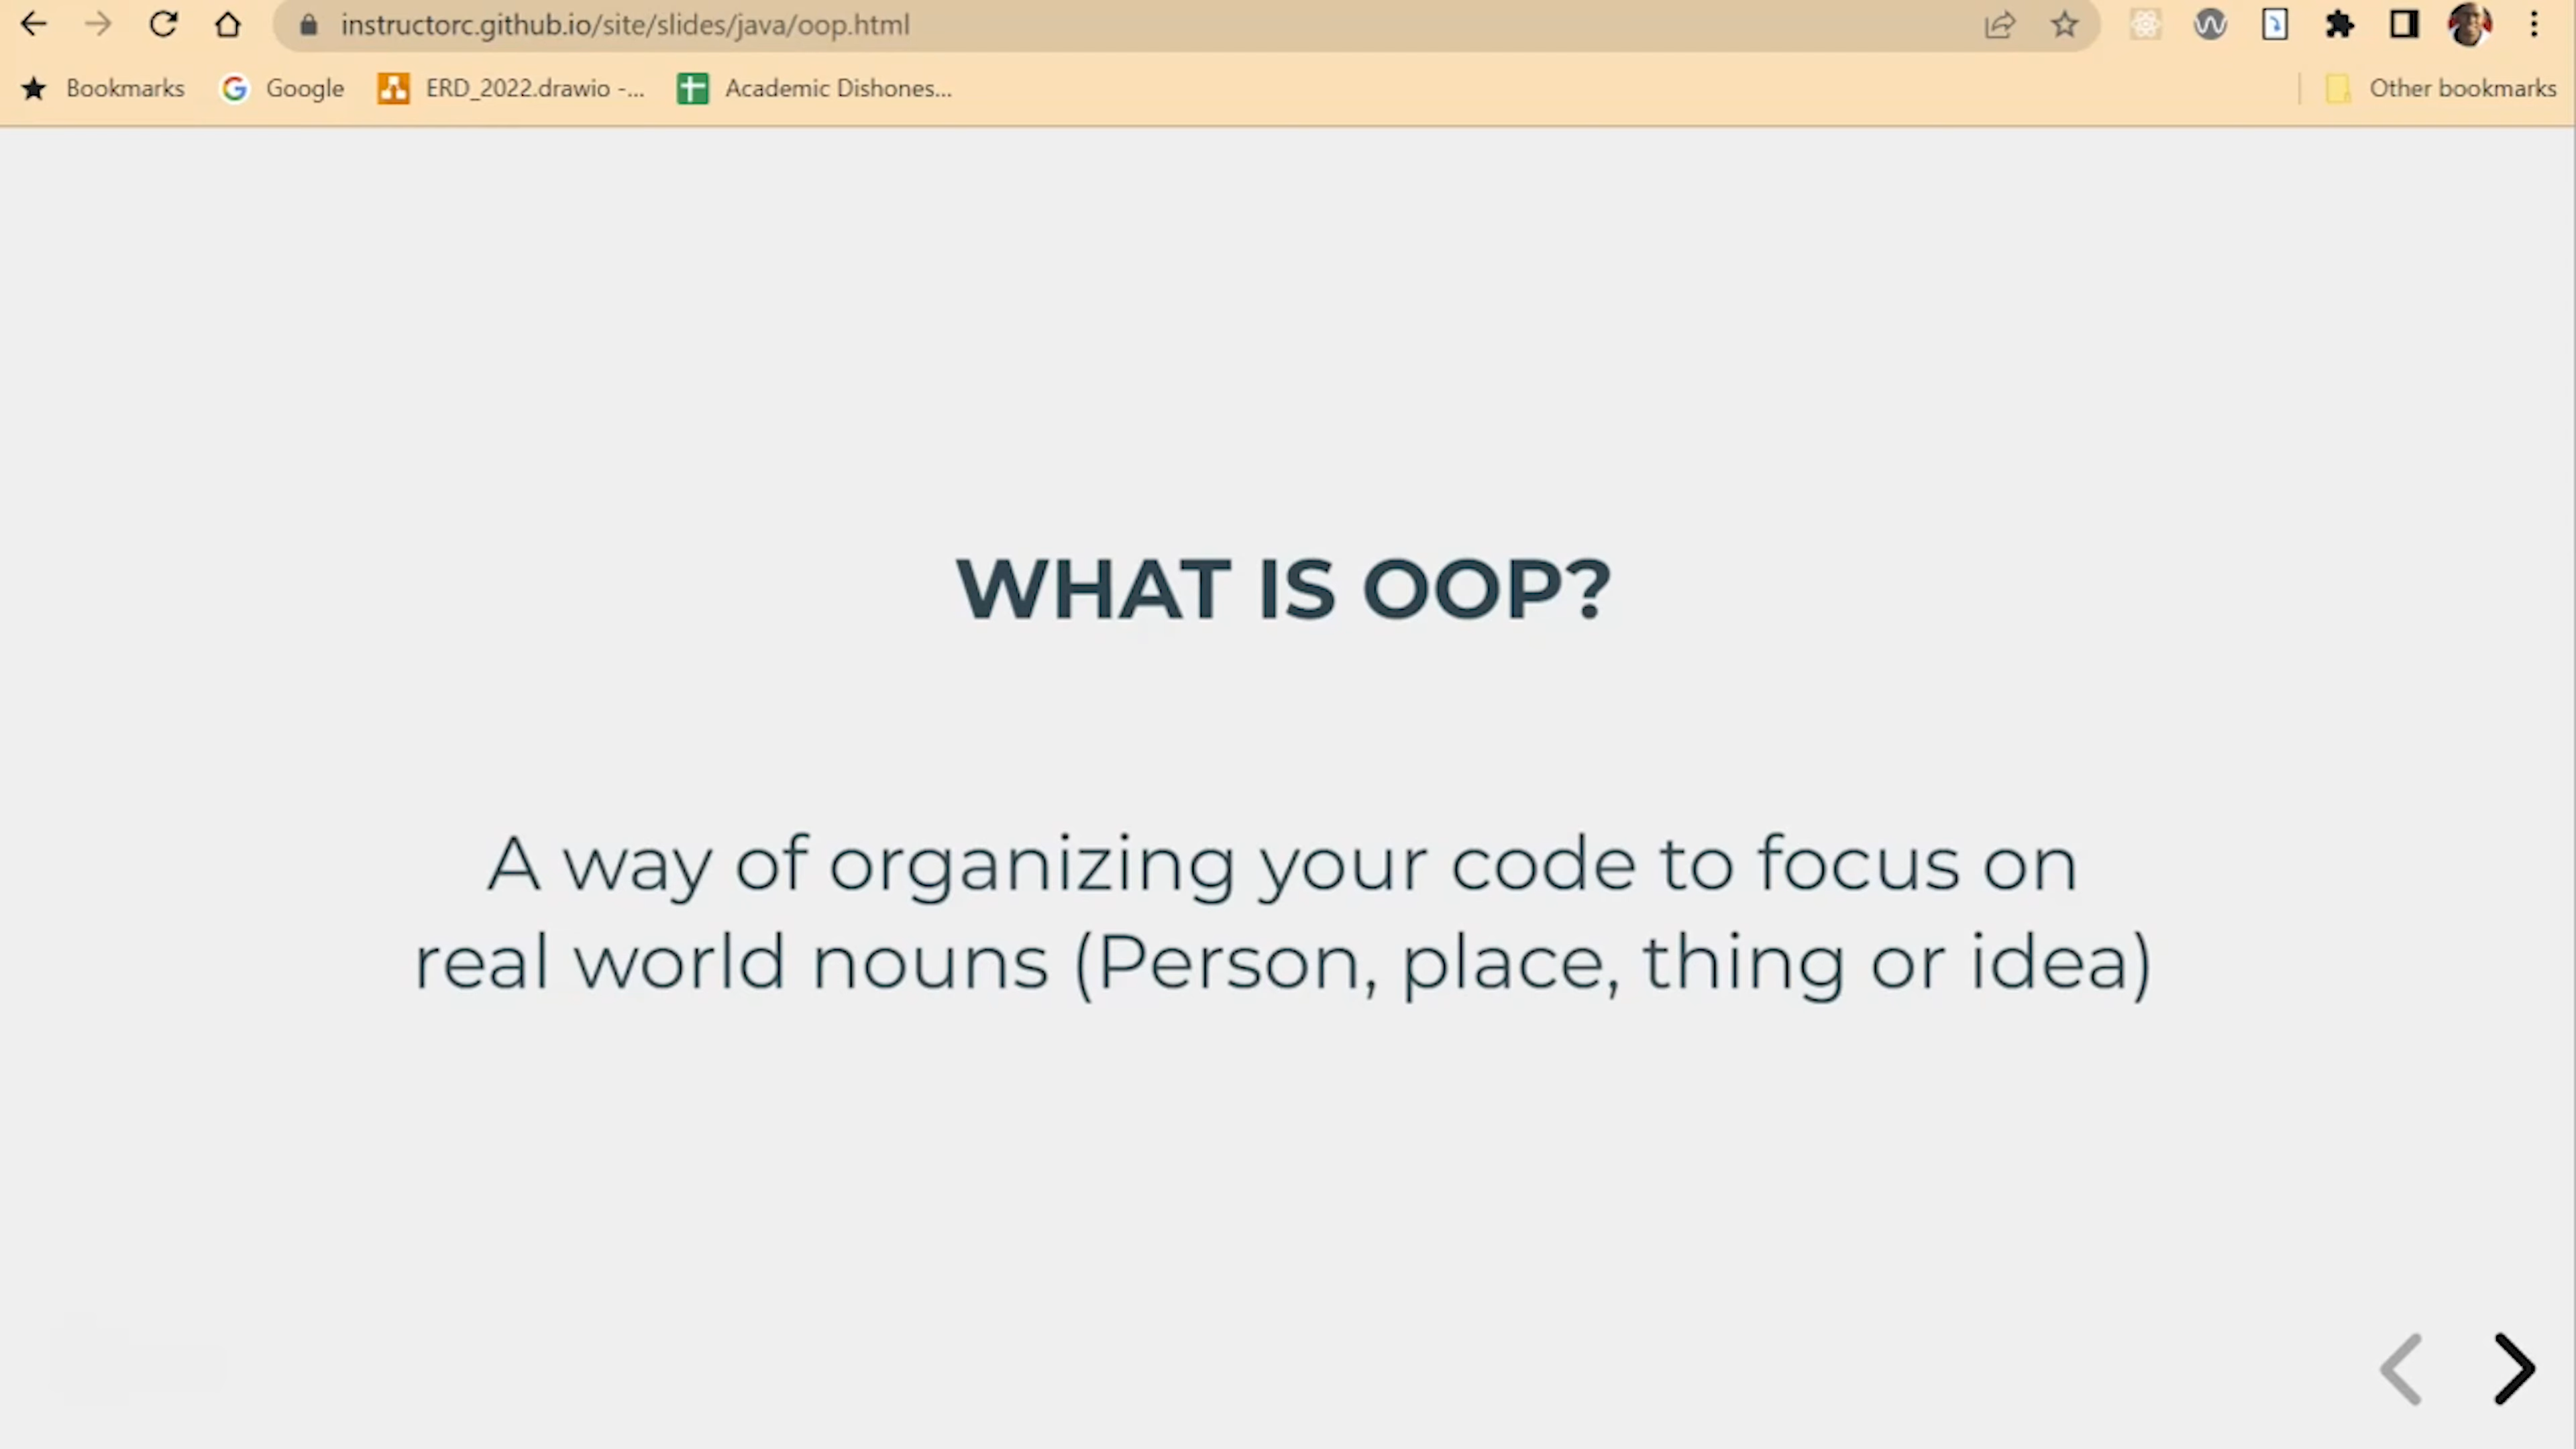 instructorc.github.io/site/slides/java/oop.html
Bookmarks Google ERD_2022.drawio -... Academic Dishones... Other bookmarks
WHAT IS OOP?
A way of organizing your code to focus on
real world nouns (Person, place, thing or idea)